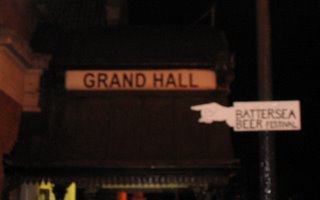 GRAND HALL
BATTERSEA
BEER FESTIVAL